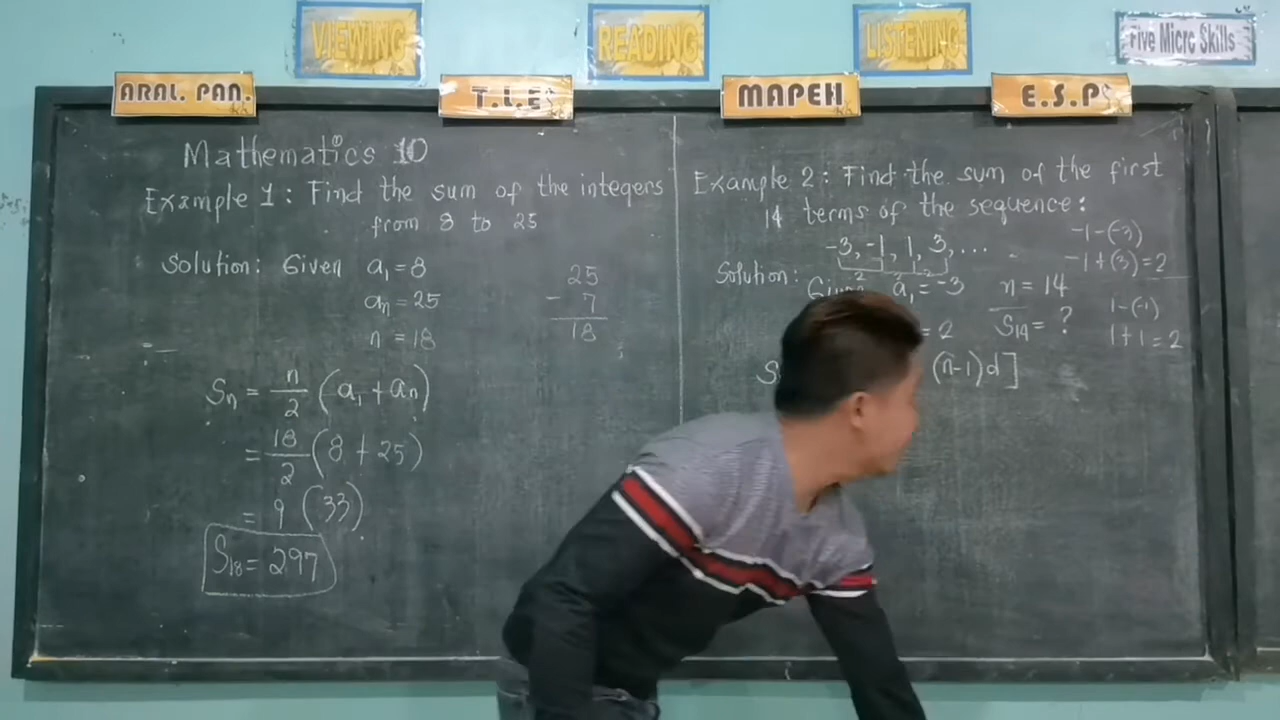 VIEWING
READING
LISTENING
Five Micro Skills
ARAL. PAN.
T.L.E
MAPEH
E.S.P
Mathematics 10
Example 1: Find the sum of the integers
from 8 to 25
Solution: Given a₁=8
aₙ=25
n=18
25
- 7
18
Sₙ = n/2 (a₁ + aₙ)
= 18/2 (8 + 25)
= 9 (33)
S₁₈ = 297
Example 2: Find the sum of the first
14 terms of the sequence:
-3, -1, 1, 3, ...
2 2 2
Solution: Given a₁ = -3 n = 14
= 2 S₁₄ = ?
S (n-1)d]
-1-(-3)
-1+(3)=2
1-(-1)
1+1=2